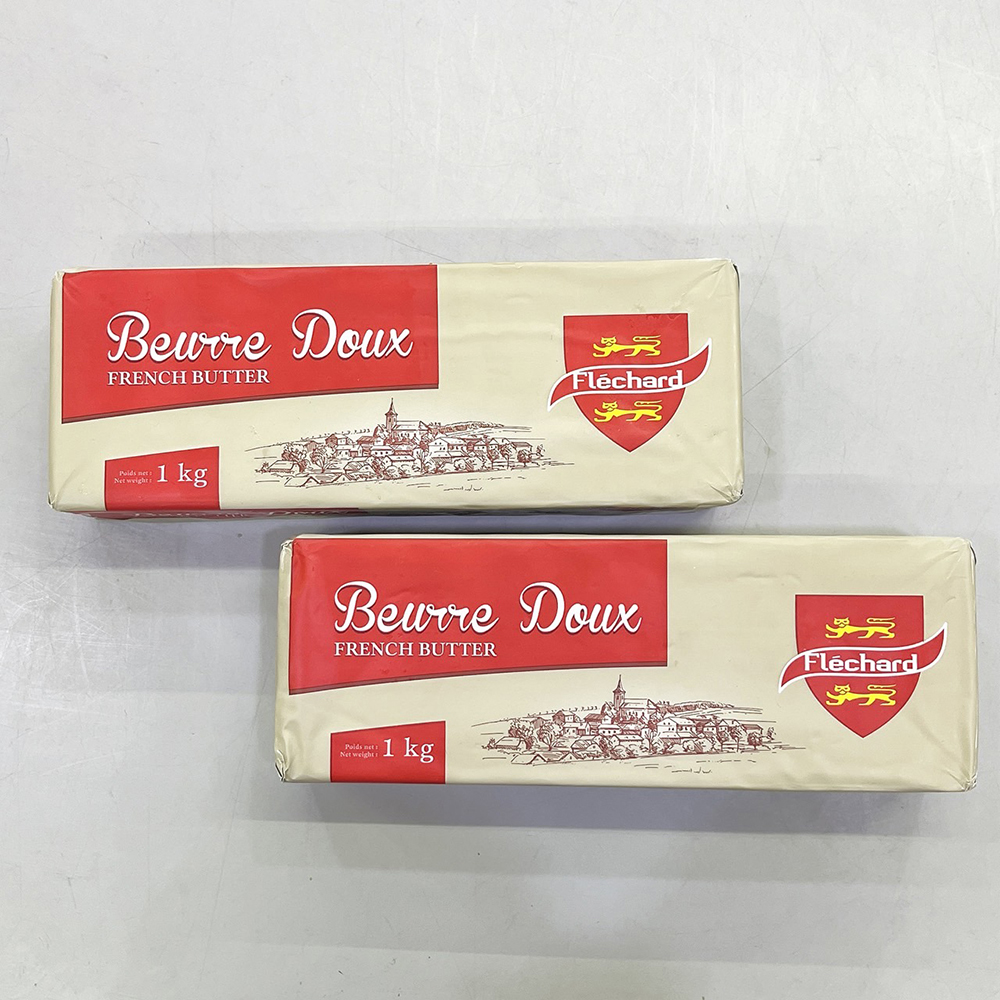 Beurre Doux
FRENCH BUTTER
Fléchard
Poids net :
Net weight :
1 kg
Beurre Doux
FRENCH BUTTER
Fléchard
Poids net :
Net weight :
1 kg